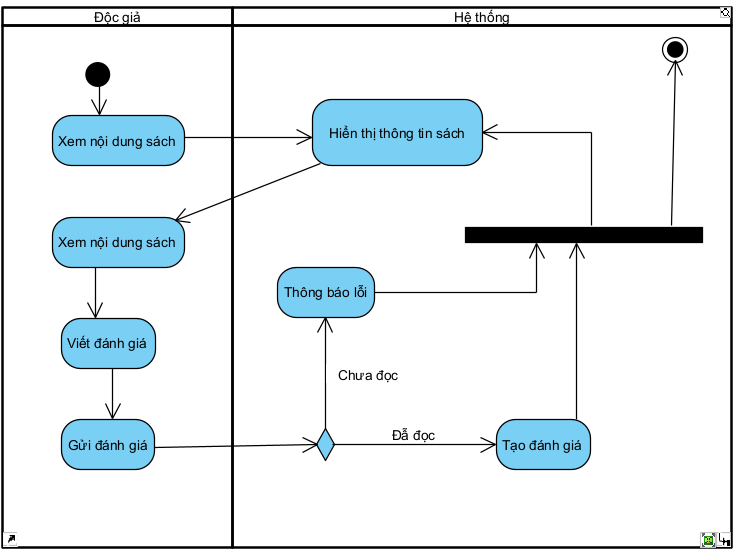 Độc giả
Hệ thống
Xem nội dung sách
Hiển thị thông tin sách
Xem nội dung sách
Thông báo lỗi
Viết đánh giá
Chưa đọc
Gửi đánh giá
Đẫ đọc
Tạo đánh giá